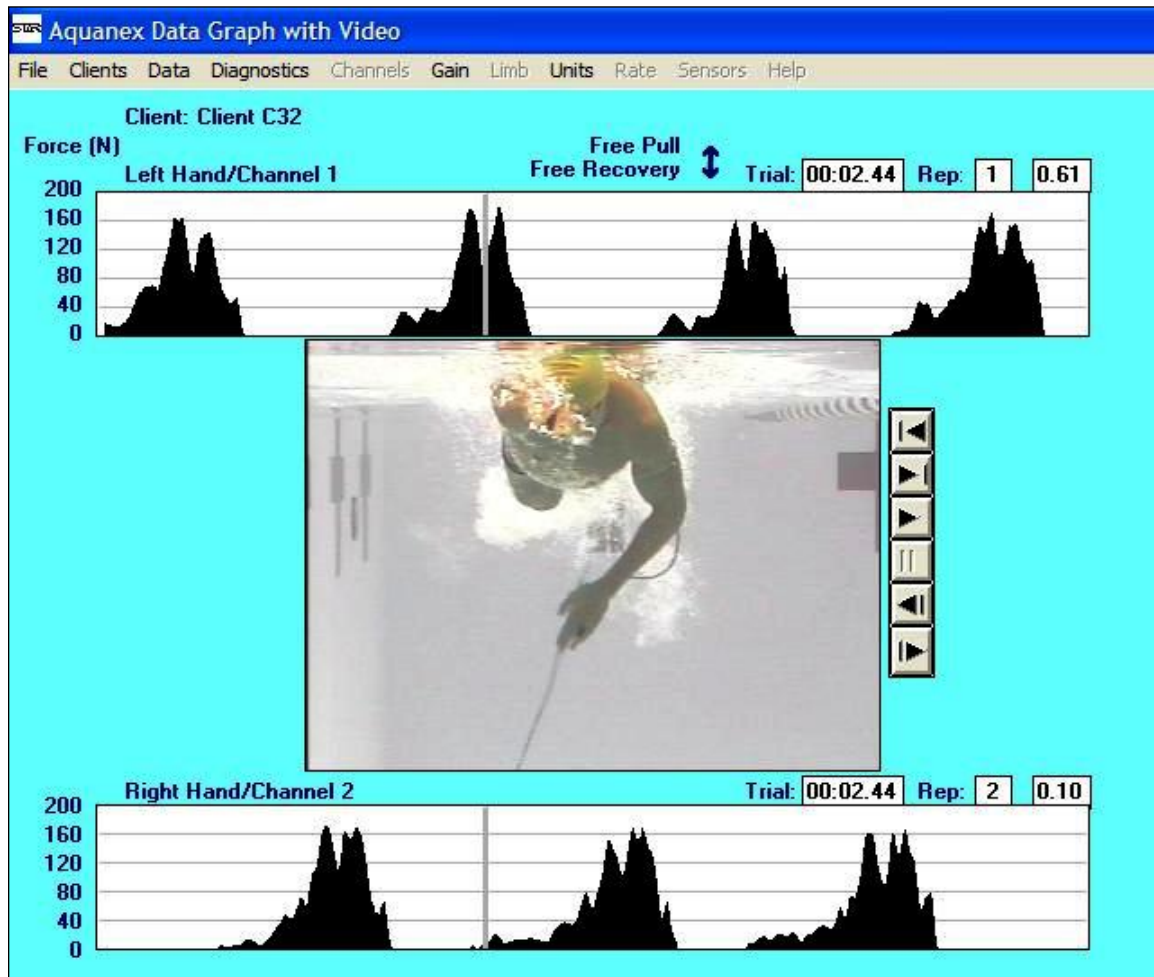 STR Aquanex Data Graph with Video
File Clients Data Diagnostics Channels Gain Limb Units Rate Sensors Help
Client: Client C32
Force (N)
Free Pull
Left Hand/Channel 1 Free Recovery Trial: 00:02.44 Rep: 1 0.61
200
160
120
80
40
0
Right Hand/Channel 2 Trial: 00:02.44 Rep: 2 0.10
200
160
120
80
40
0